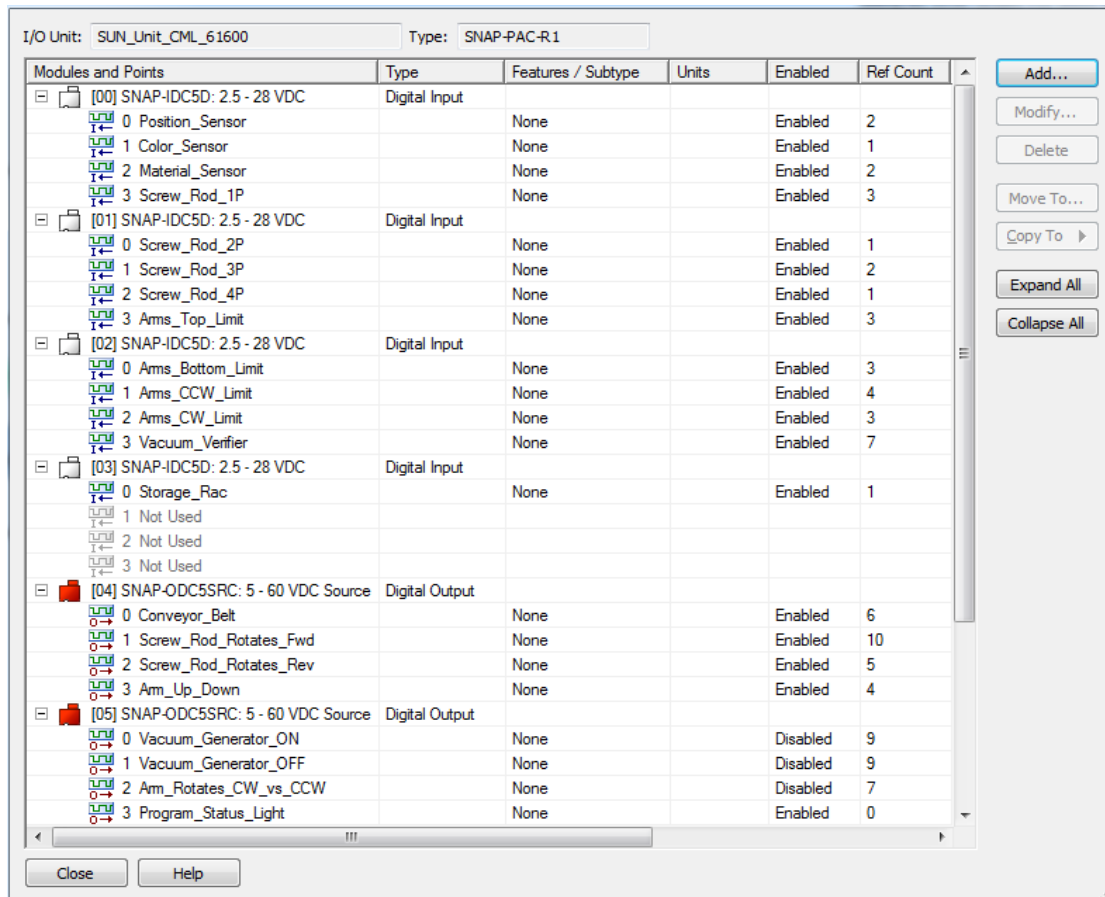 I/O Unit: SUN_Unit_CML_61600 Type: SNAP-PAC-R1
Modules and Points Type Features / Subtype Units Enabled Ref Count
[00] SNAP-IDC5D: 2.5 - 28 VDC Digital Input
0 Position_Sensor None Enabled 2
1 Color_Sensor None Enabled 1
2 Material_Sensor None Enabled 2
3 Screw_Rod_1P None Enabled 3
[01] SNAP-IDC5D: 2.5 - 28 VDC Digital Input
0 Screw_Rod_2P None Enabled 1
1 Screw_Rod_3P None Enabled 2
2 Screw_Rod_4P None Enabled 1
3 Arms_Top_Limit None Enabled 3
[02] SNAP-IDC5D: 2.5 - 28 VDC Digital Input
0 Arms_Bottom_Limit None Enabled 3
1 Arms_CCW_Limit None Enabled 4
2 Arms_CW_Limit None Enabled 3
3 Vacuum_Verifier None Enabled 7
[03] SNAP-IDC5D: 2.5 - 28 VDC Digital Input
0 Storage_Rac None Enabled 1
1 Not Used
2 Not Used
3 Not Used
[04] SNAP-ODC5SRC: 5 - 60 VDC Source Digital Output
0 Conveyor_Belt None Enabled 6
1 Screw_Rod_Rotates_Fwd None Enabled 10
2 Screw_Rod_Rotates_Rev None Enabled 5
3 Arm_Up_Down None Enabled 4
[05] SNAP-ODC5SRC: 5 - 60 VDC Source Digital Output
0 Vacuum_Generator_ON None Disabled 9
1 Vacuum_Generator_OFF None Disabled 9
2 Arm_Rotates_CW_vs_CCW None Disabled 7
3 Program_Status_Light None Enabled 0
Add...
Modify...
Delete
Move To...
Copy To
Expand All
Collapse All
Close Help